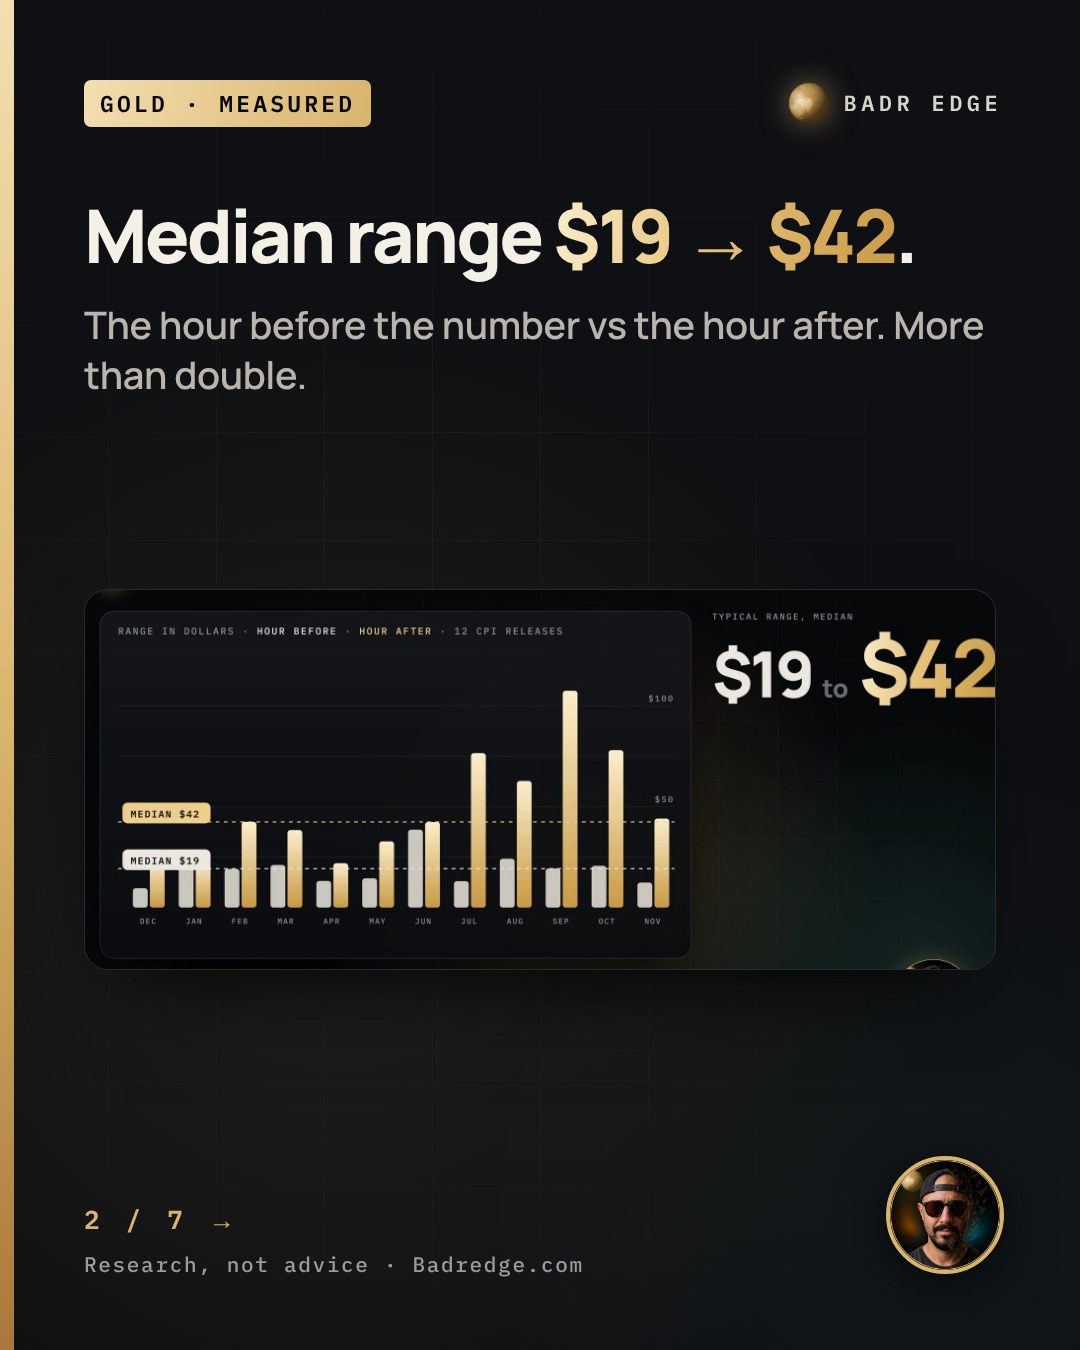 GOLD · MEASURED
BADR EDGE
Median range $19 → $42.
The hour before the number vs the hour after. More
than double.
RANGE IN DOLLARS · HOUR BEFORE · HOUR AFTER · 12 CPI RELEASES
TYPICAL RANGE, MEDIAN
$19 to $42
$100
$50
MEDIAN $42
MEDIAN $19
DEC JAN FEB MAR APR MAY JUN JUL AUG SEP OCT NOV
2 / 7 →
Research, not advice · Badredge.com